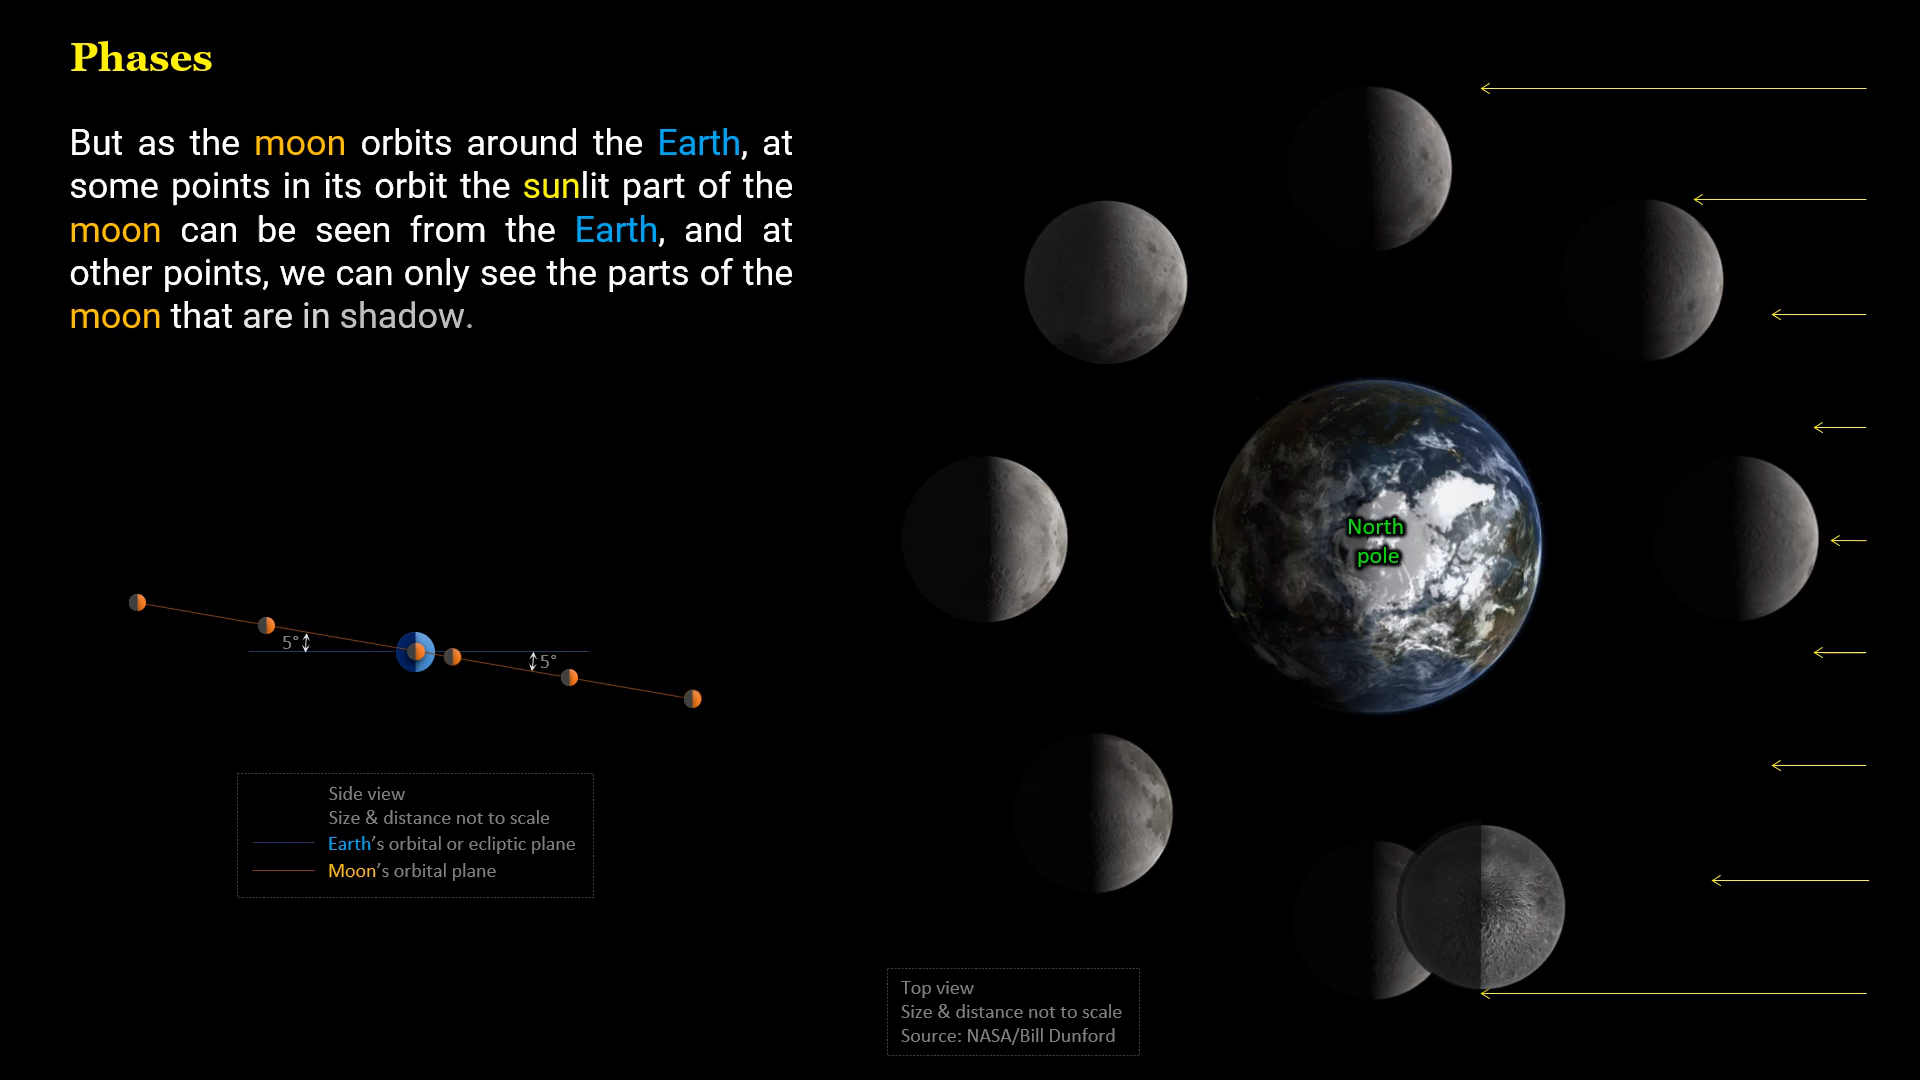 Phases
But as the moon orbits around the Earth, at
some points in its orbit the sunlit part of the
moon can be seen from the Earth, and at
other points, we can only see the parts of the
moon that are in shadow.
North
pole
5°
5°
Side view
Size & distance not to scale
Earth's orbital or ecliptic plane
Moon's orbital plane
Top view
Size & distance not to scale
Source: NASA/Bill Dunford